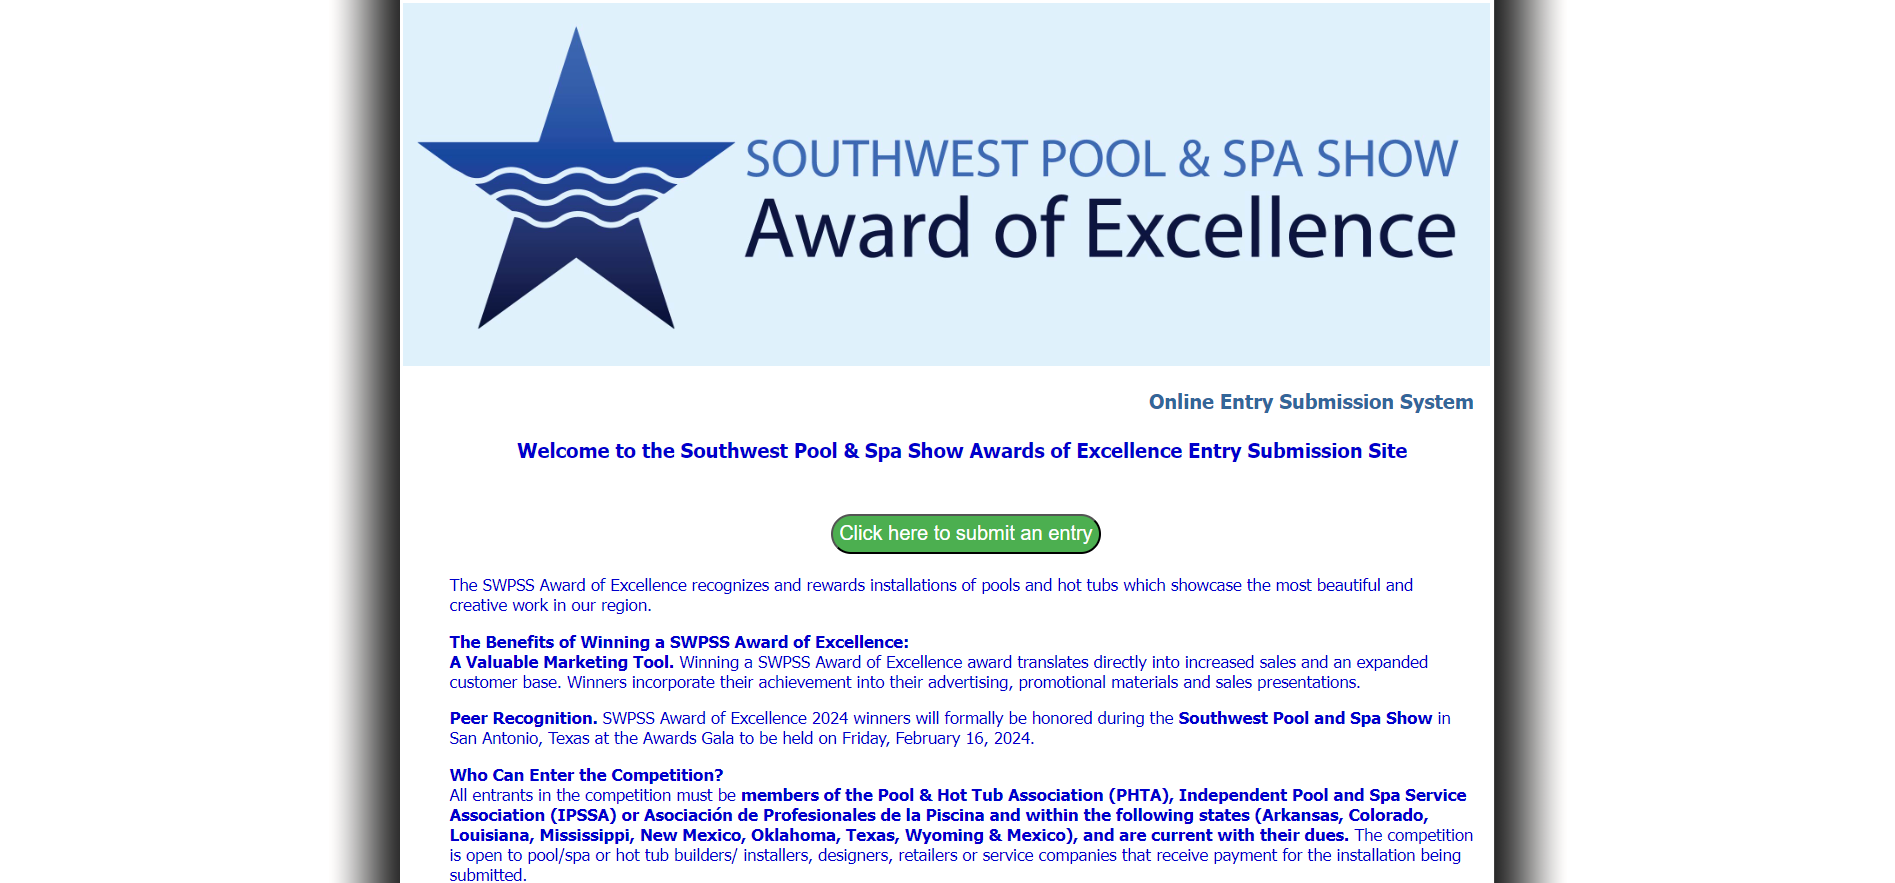 SOUTHWEST POOL & SPA SHOW
Award of Excellence
Online Entry Submission System
Welcome to the Southwest Pool & Spa Show Awards of Excellence Entry Submission Site
Click here to submit an entry
The SWPSS Award of Excellence recognizes and rewards installations of pools and hot tubs which showcase the most beautiful and
creative work in our region.
The Benefits of Winning a SWPSS Award of Excellence:
A Valuable Marketing Tool. Winning a SWPSS Award of Excellence award translates directly into increased sales and an expanded
customer base. Winners incorporate their achievement into their advertising, promotional materials and sales presentations.
Peer Recognition. SWPSS Award of Excellence 2024 winners will formally be honored during the Southwest Pool and Spa Show in
San Antonio, Texas at the Awards Gala to be held on Friday, February 16, 2024.
Who Can Enter the Competition?
All entrants in the competition must be members of the Pool & Hot Tub Association (PHTA), Independent Pool and Spa Service
Association (IPSSA) or Asociación de Profesionales de la Piscina and within the following states (Arkansas, Colorado,
Louisiana, Mississippi, New Mexico, Oklahoma, Texas, Wyoming & Mexico), and are current with their dues. The competition
is open to pool/spa or hot tub builders/ installers, designers, retailers or service companies that receive payment for the installation being
submitted.